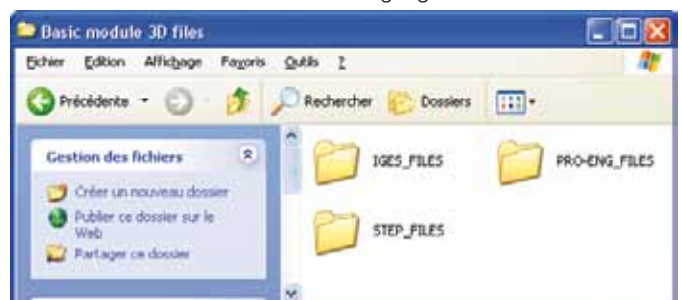 Basic module 3D files
Fichier Edition Affichage Favoris Outils ?
Précédente Rechercher Dossiers
Gestion des fichiers
Créer un nouveau dossier
Publier ce dossier sur le
Web
Partager ce dossier
IGES_FILES PRO-ENG_FILES
STEP_FILES